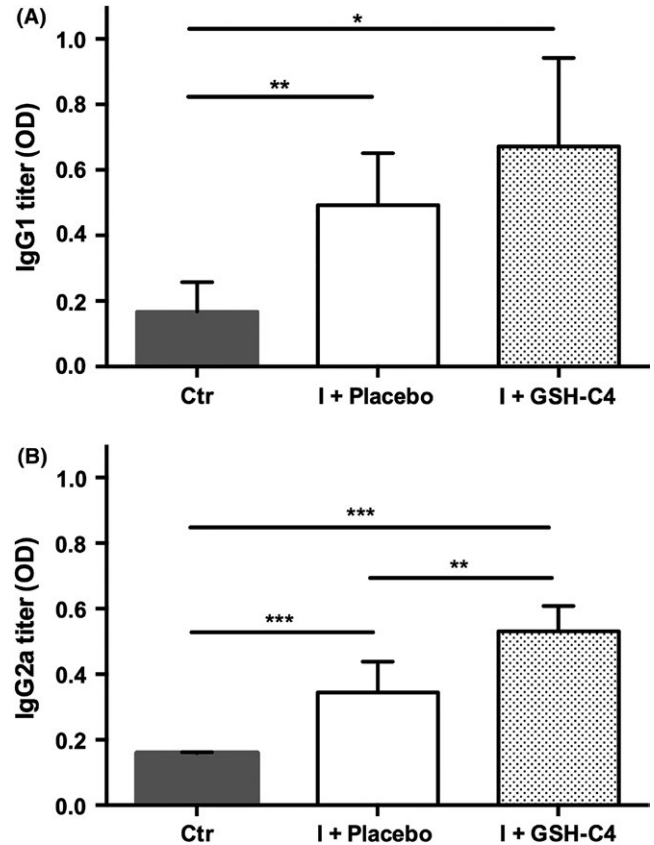 (A)
IgG1 titer (OD)
1.0
0.8
0.6
0.4
0.2
0.0
*
**
Ctr I + Placebo I + GSH-C4
(B)
IgG2a titer (OD)
1.0
0.8
0.6
0.4
0.2
0.0
***
**
***
Ctr I + Placebo I + GSH-C4